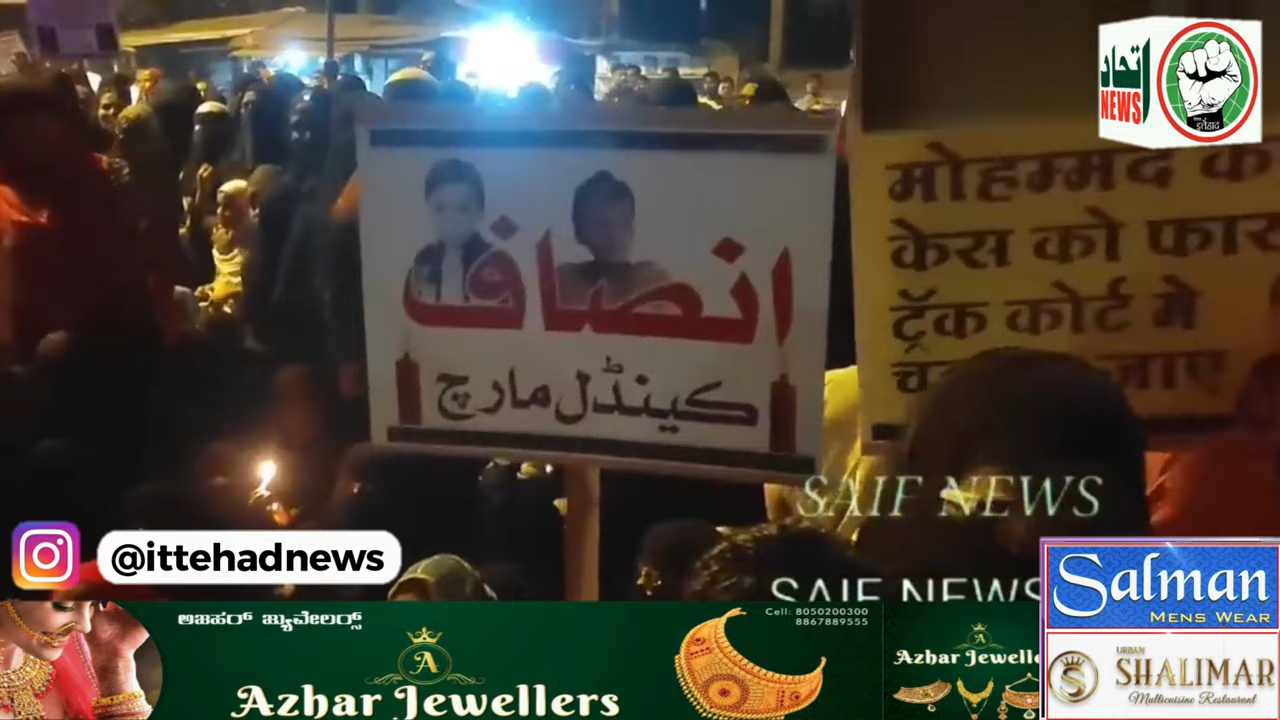 اتحاد
NEWS
انصاف
کینڈل مارچ
मोहम्मद
केस को फास
ट्रॅक कोर्ट मे
जाए
SAIF NEWS
SAIF NEWS
@ittehadnews
ಅಜಹರ್ ಜ್ಯುವೇಲರ್ಸ್
Cell: 8050200300
8867889555
A
Azhar Jewellers
A
Azhar Jewelle
Salman
MENS WEAR
S
URBAN
SHALIMAR
Multicuisine Restaurant